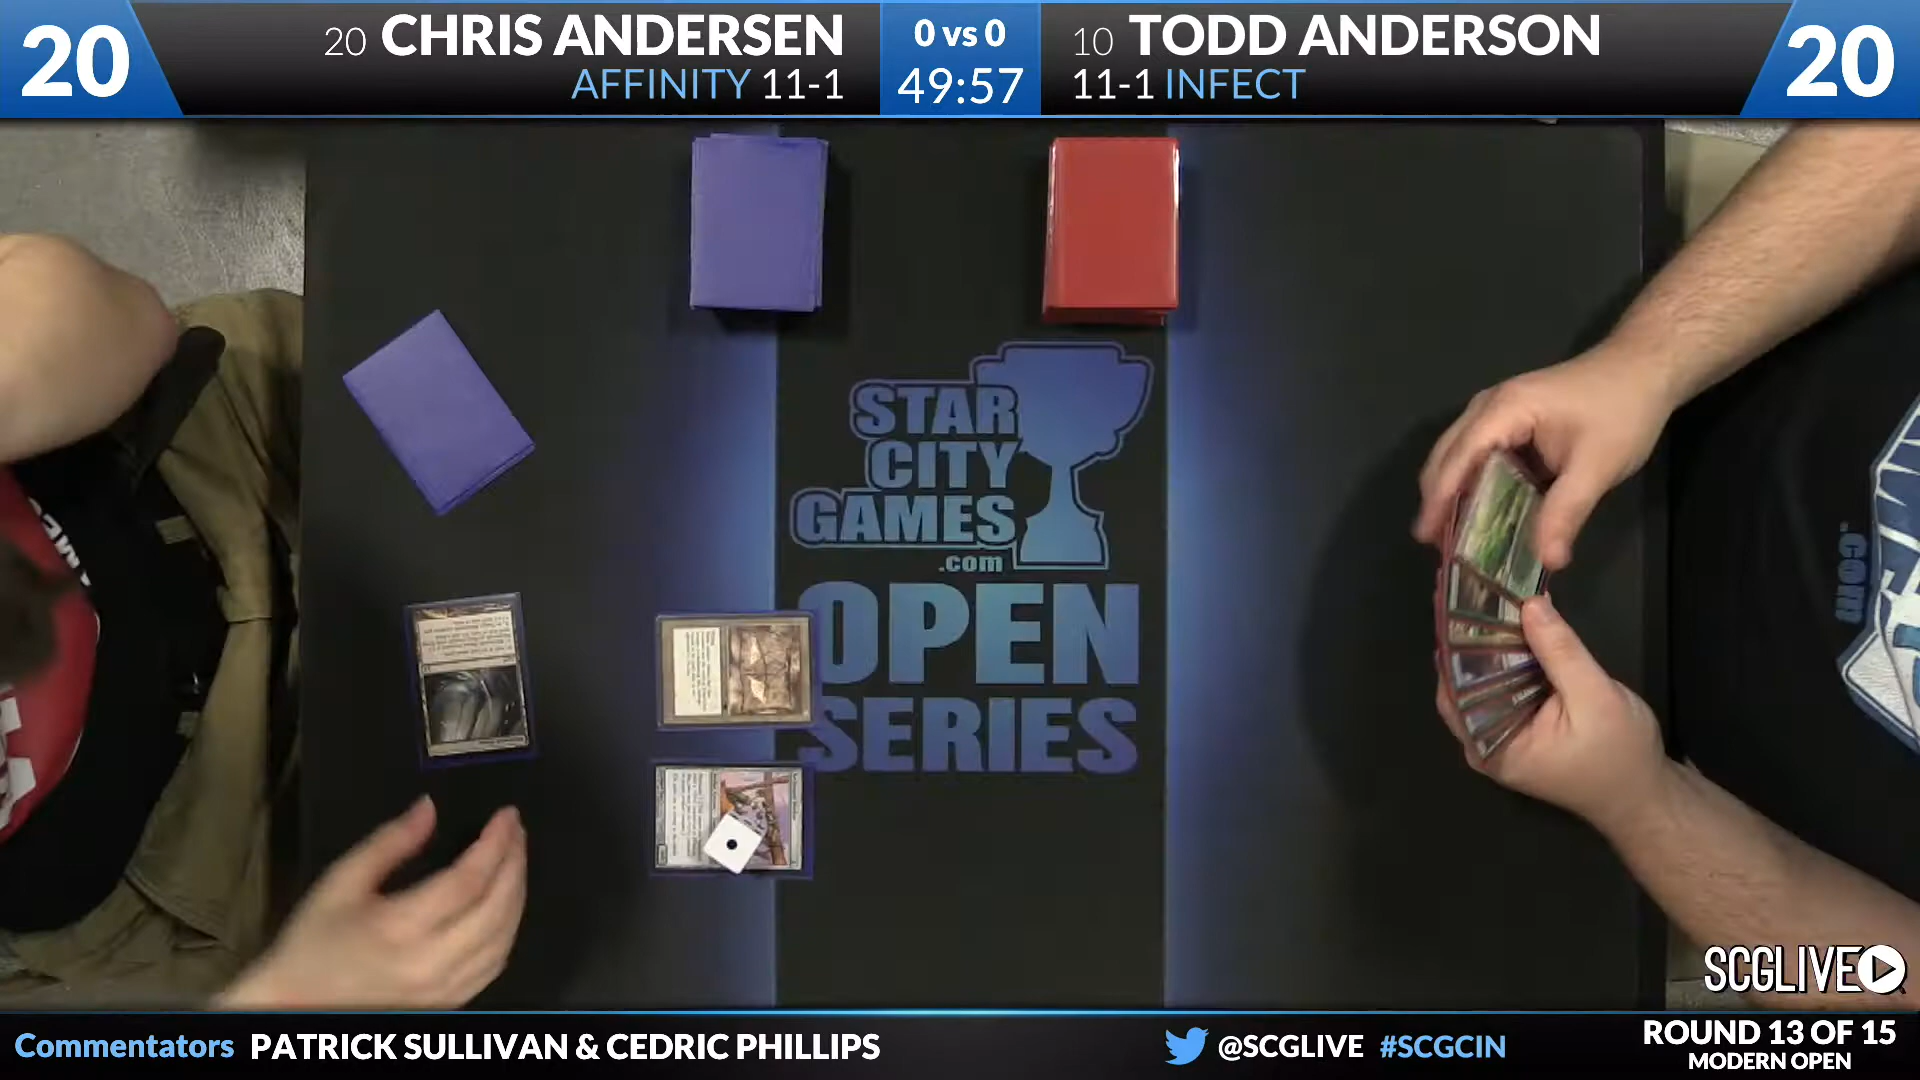 20
20 CHRIS ANDERSEN
AFFINITY 11-1
0 vs 0
49:57
10 TODD ANDERSON
11-1 INFECT
20
STAR
CITY
GAMES
.com
OPEN
SERIES
.COM
SCGLIVE
Commentators PATRICK SULLIVAN & CEDRIC PHILLIPS
@SCGLIVE #SCGCIN
ROUND 13 OF 15
MODERN OPEN